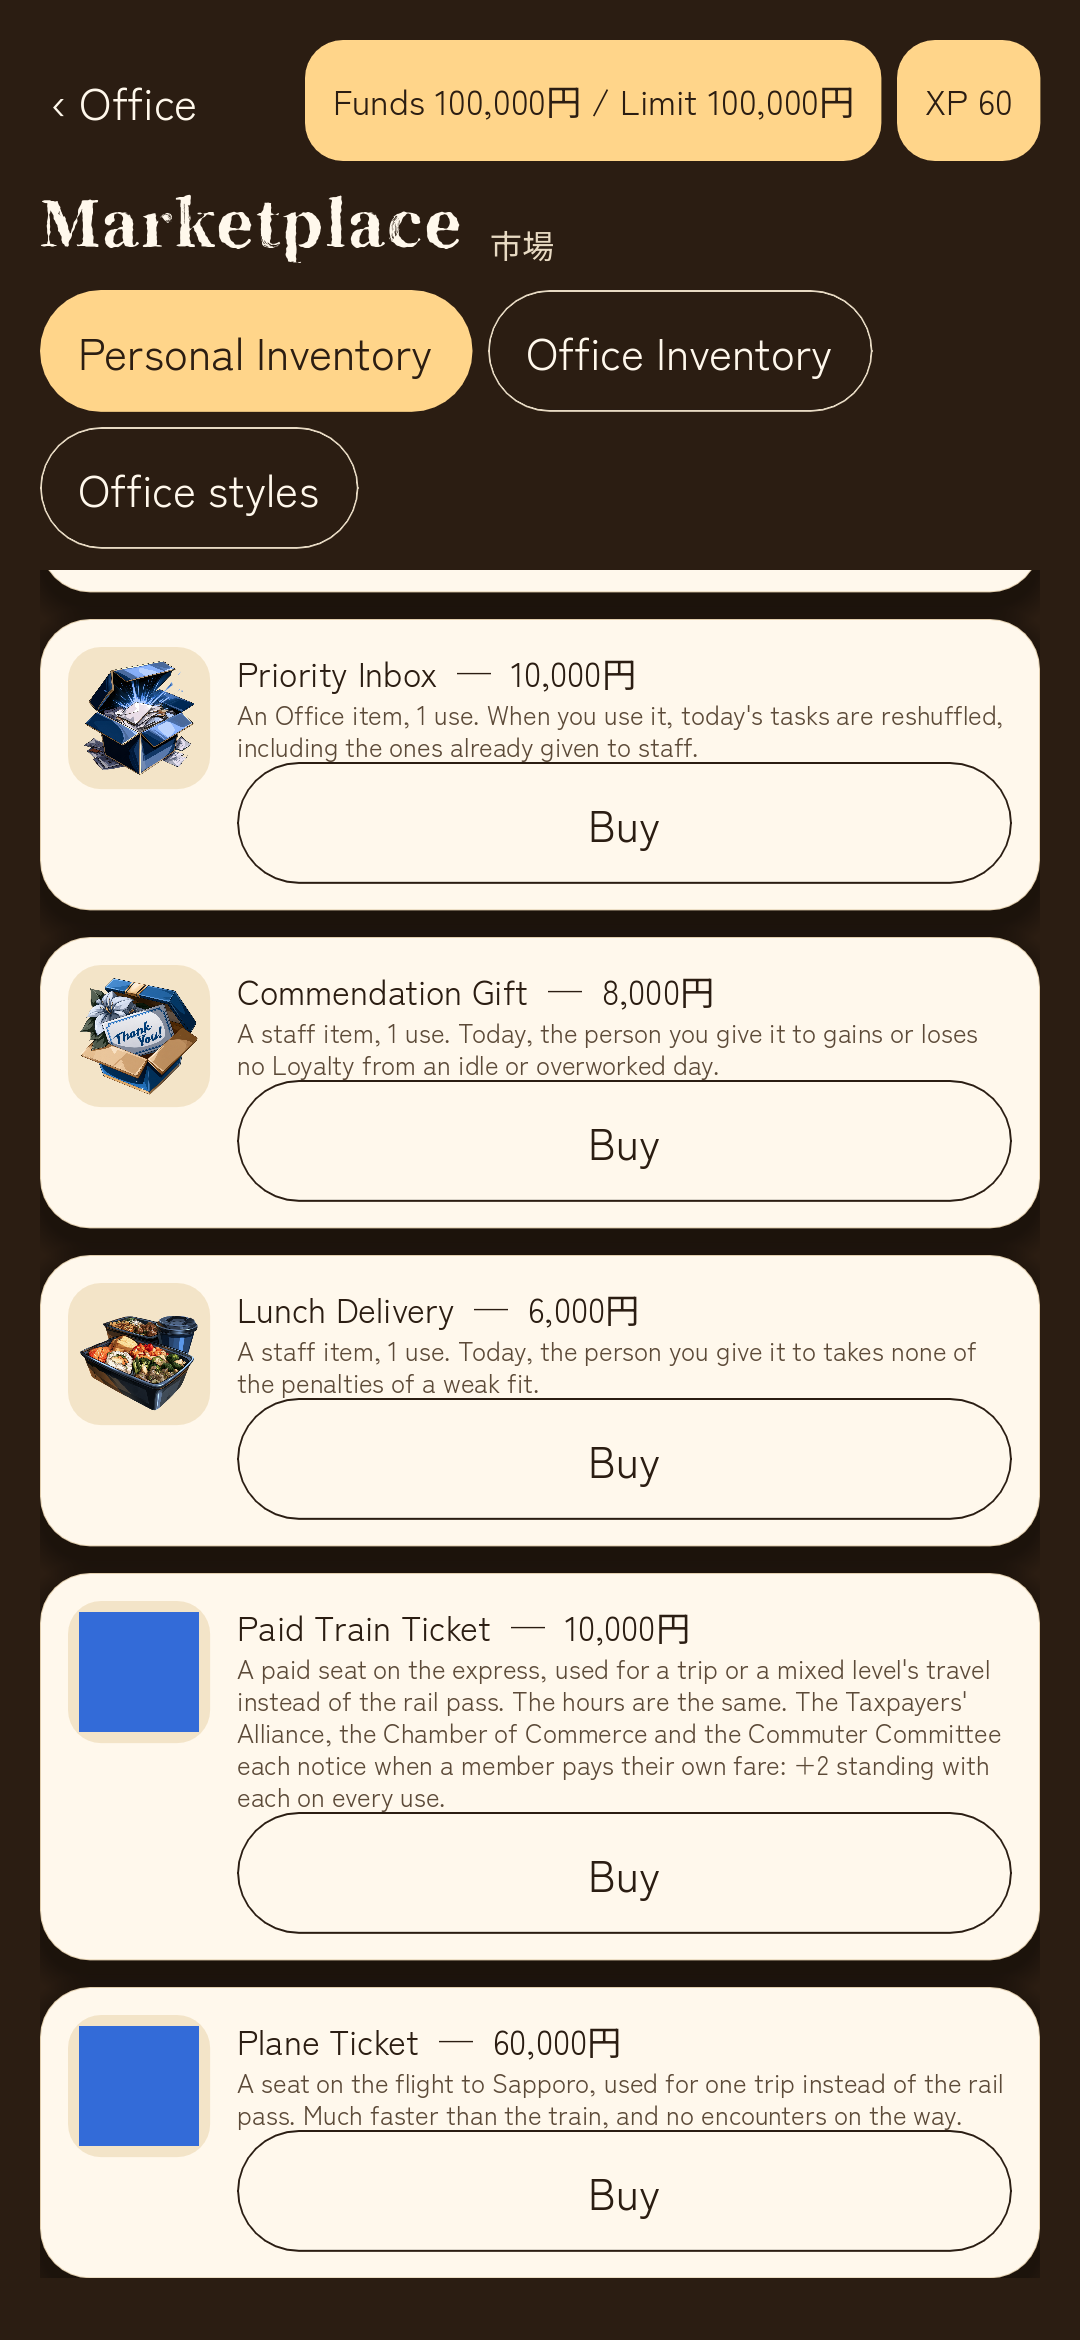 ‹ Office
Funds 100,000円 / Limit 100,000円
XP 60
Marketplace 市場
Personal Inventory
Office Inventory
Office styles
Priority Inbox — 10,000円
An Office item, 1 use. When you use it, today's tasks are reshuffled,
including the ones already given to staff.
Buy
Commendation Gift — 8,000円
Thank
You!
A staff item, 1 use. Today, the person you give it to gains or loses
no Loyalty from an idle or overworked day.
Buy
Lunch Delivery — 6,000円
A staff item, 1 use. Today, the person you give it to takes none of
the penalties of a weak fit.
Buy
Paid Train Ticket — 10,000円
A paid seat on the express, used for a trip or a mixed level's travel
instead of the rail pass. The hours are the same. The Taxpayers'
Alliance, the Chamber of Commerce and the Commuter Committee
each notice when a member pays their own fare: +2 standing with
each on every use.
Buy
Plane Ticket — 60,000円
A seat on the flight to Sapporo, used for one trip instead of the rail
pass. Much faster than the train, and no encounters on the way.
Buy